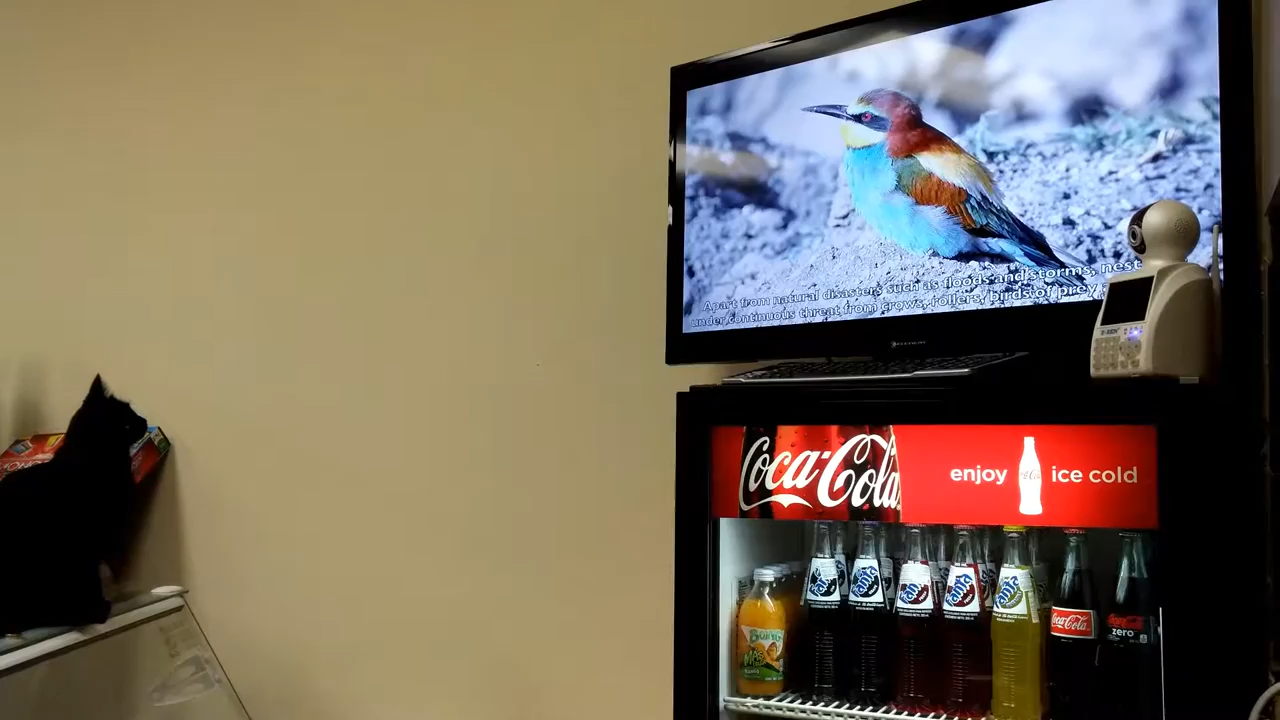 Apart from natural disasters such as floods and storms, nest
under continuous threat from crows, rollers, birds of prey
Coca-Cola
enjoy
ice cold
Fanta
Fanta
Fanta
Fanta
Fanta
Coca-Cola
Coca-Cola
zero